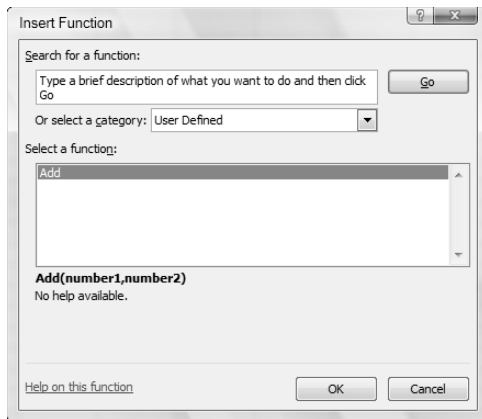 Insert Function
Search for a function:
Type a brief description of what you want to do and then click
Go
Go
Or select a category: User Defined
Select a function:
Add
Add(number1,number2)
No help available.
Help on this function
OK
Cancel